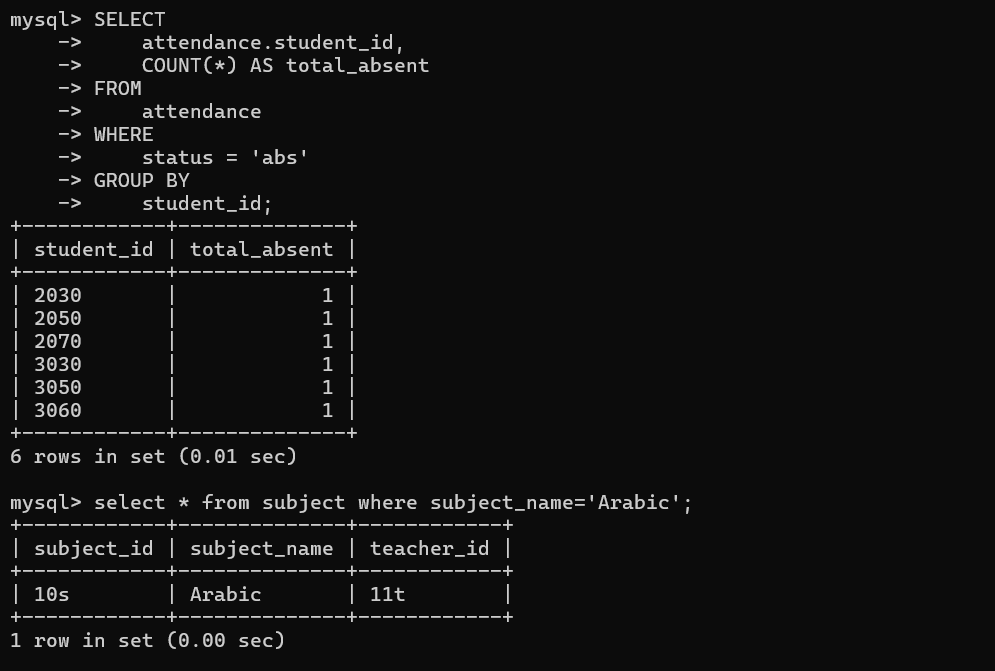 mysql> SELECT
    ->     attendance.student_id,
    ->     COUNT(*) AS total_absent
    -> FROM
    ->     attendance
    -> WHERE
    ->     status = 'abs'
    -> GROUP BY
    ->     student_id;
+------------+--------------+
| student_id | total_absent |
+------------+--------------+
| 2030       |            1 |
| 2050       |            1 |
| 2070       |            1 |
| 3030       |            1 |
| 3050       |            1 |
| 3060       |            1 |
+------------+--------------+
6 rows in set (0.01 sec)

mysql> select * from subject where subject_name='Arabic';
+------------+--------------+------------+
| subject_id | subject_name | teacher_id |
+------------+--------------+------------+
| 10s        | Arabic       | 11t        |
+------------+--------------+------------+
1 row in set (0.00 sec)